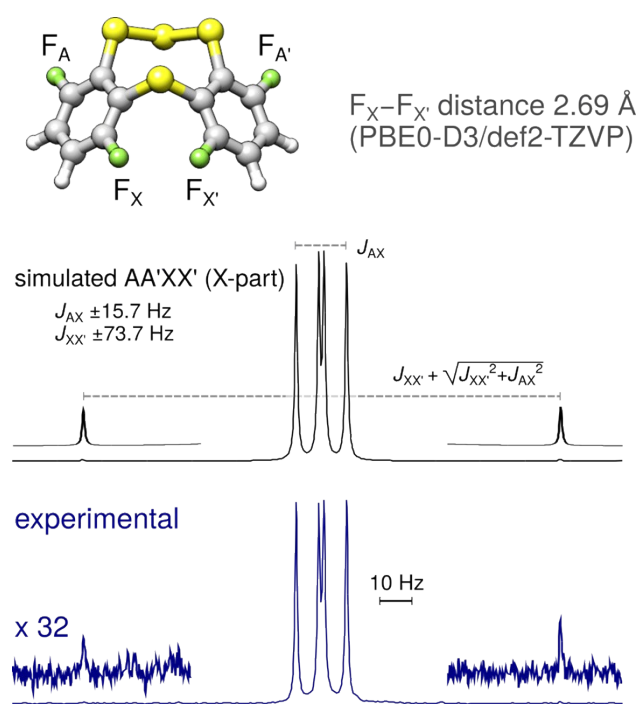 F_A
F_A'
F_X–F_X' distance 2.69 Å
(PBE0-D3/def2-TZVP)
F_X
F_X'
J_AX
simulated AA'XX' (X-part)
J_AX ±15.7 Hz
J_XX' ±73.7 Hz
J_XX' + √(J_XX'² + J_AX²)
experimental
10 Hz
x 32